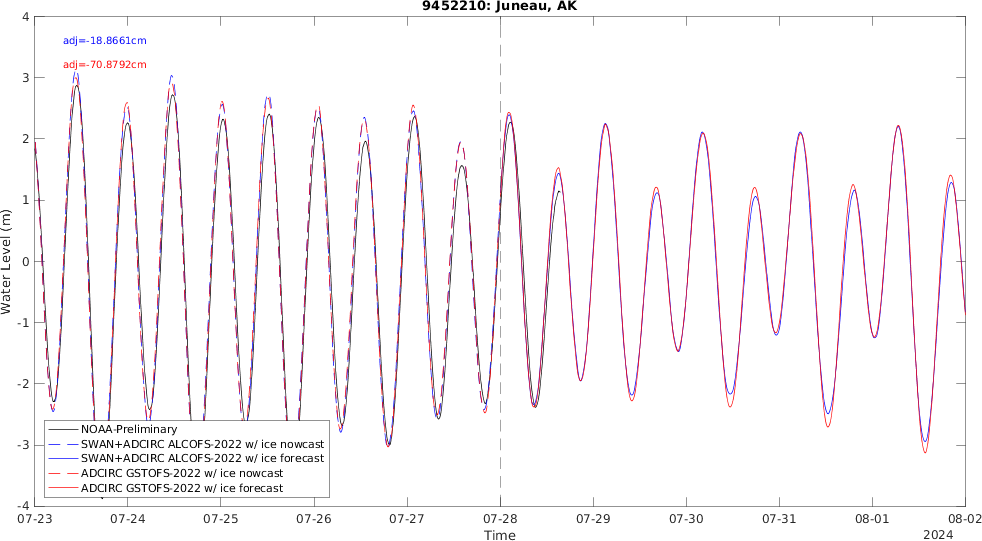 9452210: Juneau, AK
adj=-18.8661cm
adj=-70.8792cm
Water Level (m)
4
3
2
1
0
-1
-2
-3
-4
NOAA-Preliminary
SWAN+ADCIRC ALCOFS-2022 w/ ice nowcast
SWAN+ADCIRC ALCOFS-2022 w/ ice forecast
ADCIRC GSTOFS-2022 w/ ice nowcast
ADCIRC GSTOFS-2022 w/ ice forecast
07-23 07-24 07-25 07-26 07-27 07-28 07-29 07-30 07-31 08-01 08-02
Time
2024